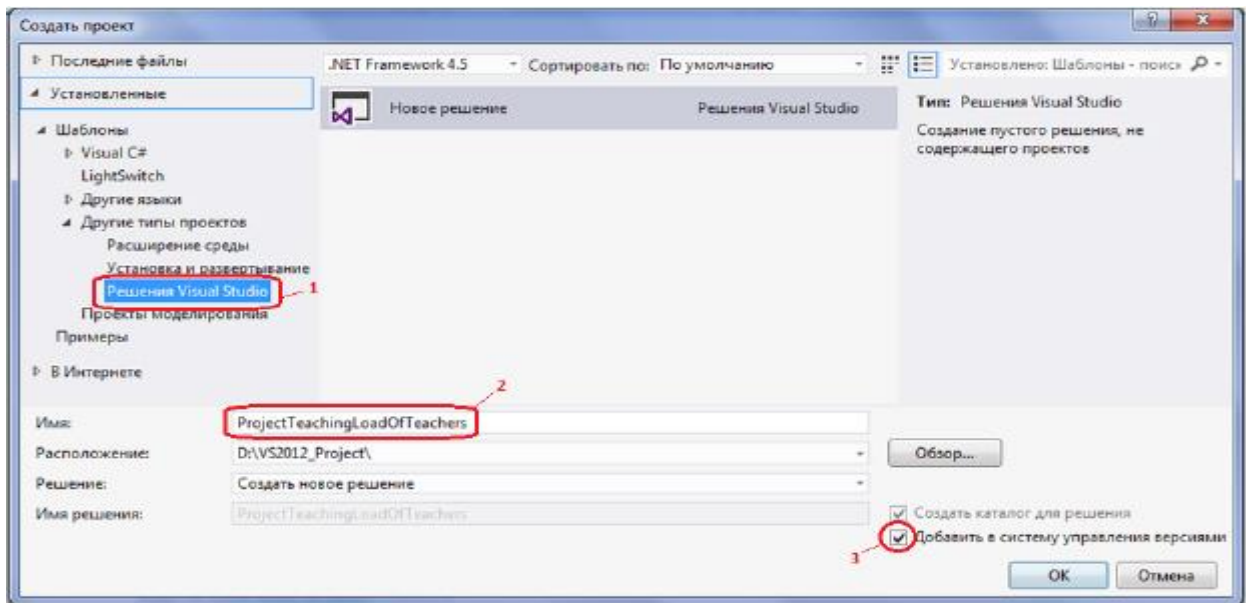 Создать проект
Последние файлы
.NET Framework 4.5 Сортировать по: По умолчанию
Установлено: Шаблоны - поиск
Установленные
Шаблоны
Visual C#
LightSwitch
Другие языки
Другие типы проектов
Расширение среды
Установка и развертывание
Решения Visual Studio
1
Проекты моделирования
Примеры
В Интернете
Новое решение Решения Visual Studio
Тип: Решения Visual Studio
Создание пустого решения, не
содержащего проектов
2
Имя: ProjectTeachingLoadOfTeachers
Расположение: D:\VS2012_Project\
Обзор...
Решение: Создать новое решение
Имя решения: ProjectTeachingLoadOfTeachers
Создать каталог для решения
Добавить в систему управления версиями
3
OK Отмена